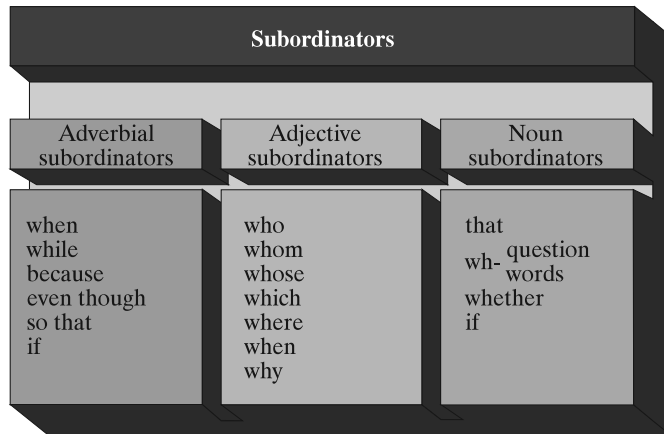 Subordinators
Adverbial
subordinators
Adjective
subordinators
Noun
subordinators
when
while
because
even though
so that
if
who
whom
whose
which
where
when
why
that
wh- question
words
whether
if